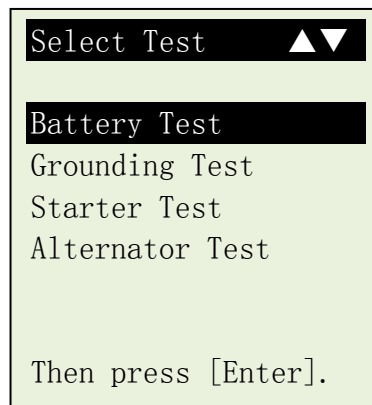 Select Test ▲▼
Battery Test
Grounding Test
Starter Test
Alternator Test
Then press [Enter].